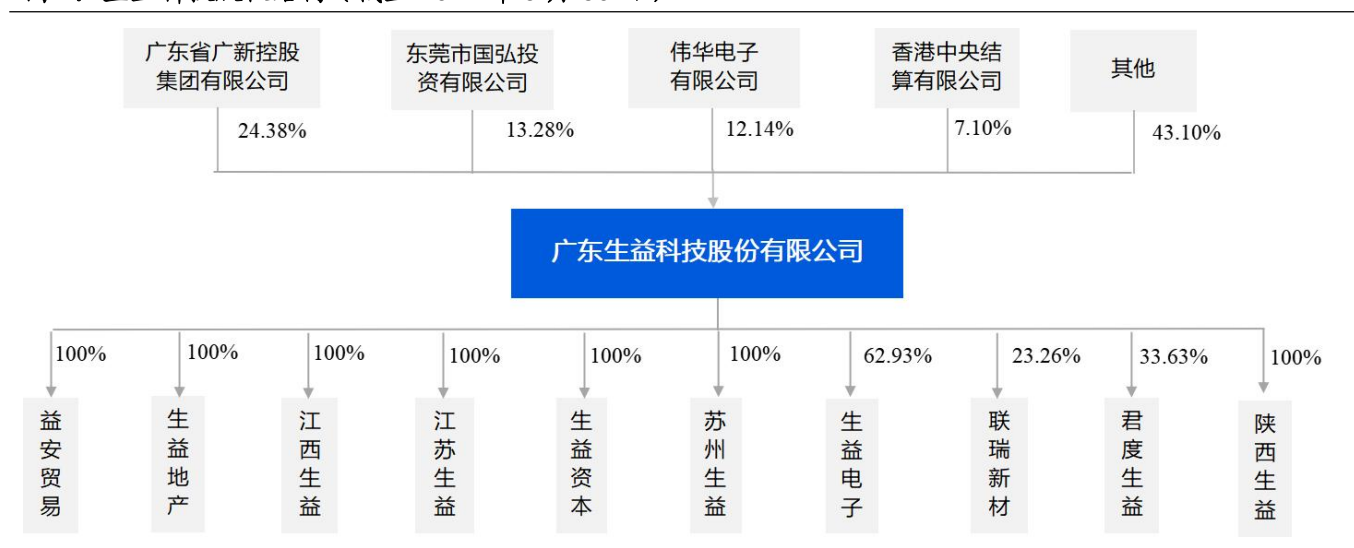 广东省广新控股
集团有限公司
东莞市国弘投
资有限公司
伟华电子
有限公司
香港中央结
算有限公司
其他
24.38%
13.28%
12.14%
7.10%
43.10%
广东生益科技股份有限公司
100%
100%
100%
100%
100%
100%
62.93%
23.26%
33.63%
100%
益安贸易
生益地产
江西生益
江苏生益
生益资本
苏州生益
生益电子
联瑞新材
君度生益
陕西生益